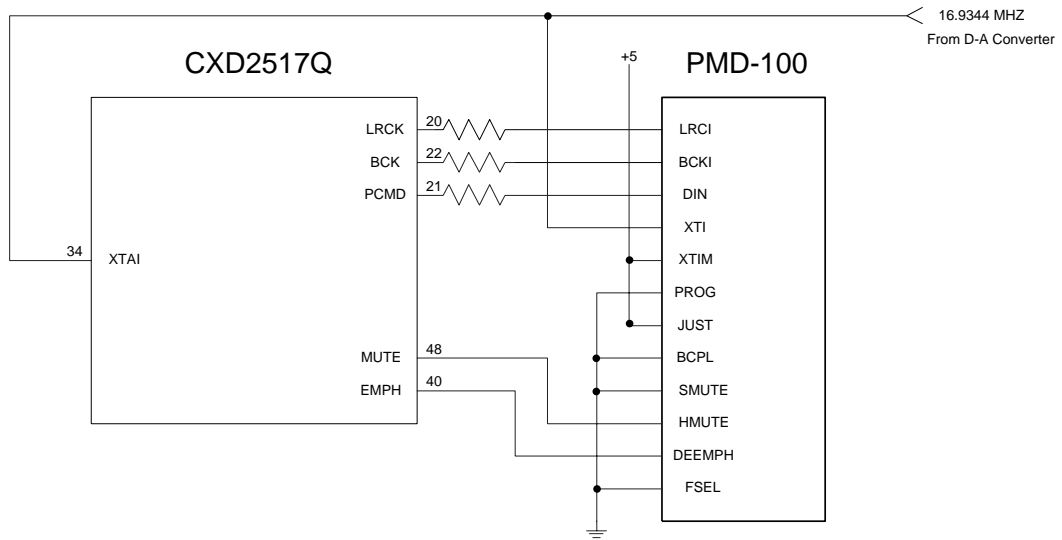 16.9344 MHZ
From D-A Converter
CXD2517Q
+5
PMD-100
LRCK
20
LRCI
BCK
22
BCKI
PCMD
21
DIN
XTI
34
XTAI
XTIM
PROG
JUST
MUTE
48
BCPL
EMPH
40
SMUTE
HMUTE
DEEMPH
FSEL